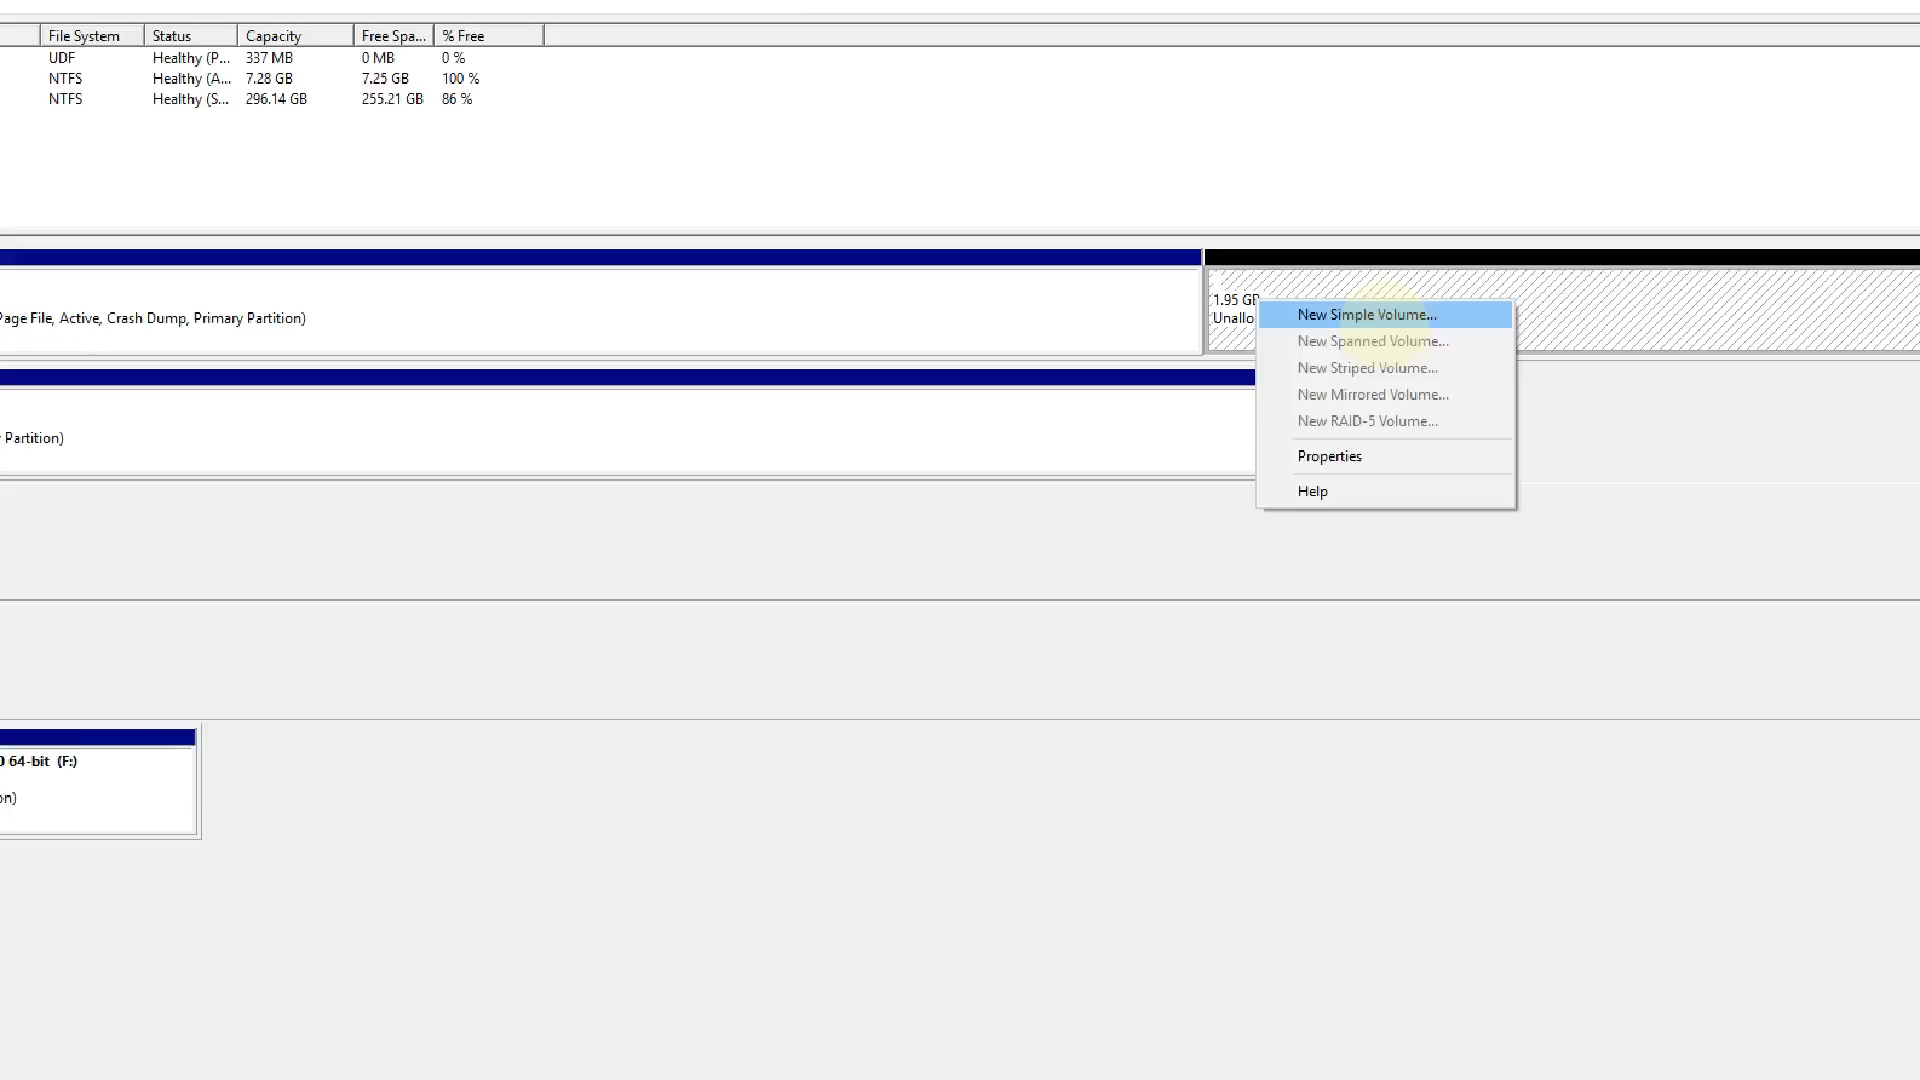 File System Status Capacity Free Spa... % Free
UDF Healthy (P... 337 MB 0 MB 0 %
NTFS Healthy (A... 7.28 GB 7.25 GB 100 %
NTFS Healthy (S... 296.14 GB 255.21 GB 86 %
1.95 GB
Page File, Active, Crash Dump, Primary Partition)
Unallo
New Simple Volume...
New Spanned Volume...
New Striped Volume...
New Mirrored Volume...
New RAID-5 Volume...
Properties
Help
Partition)
0 64-bit (F:)
on)